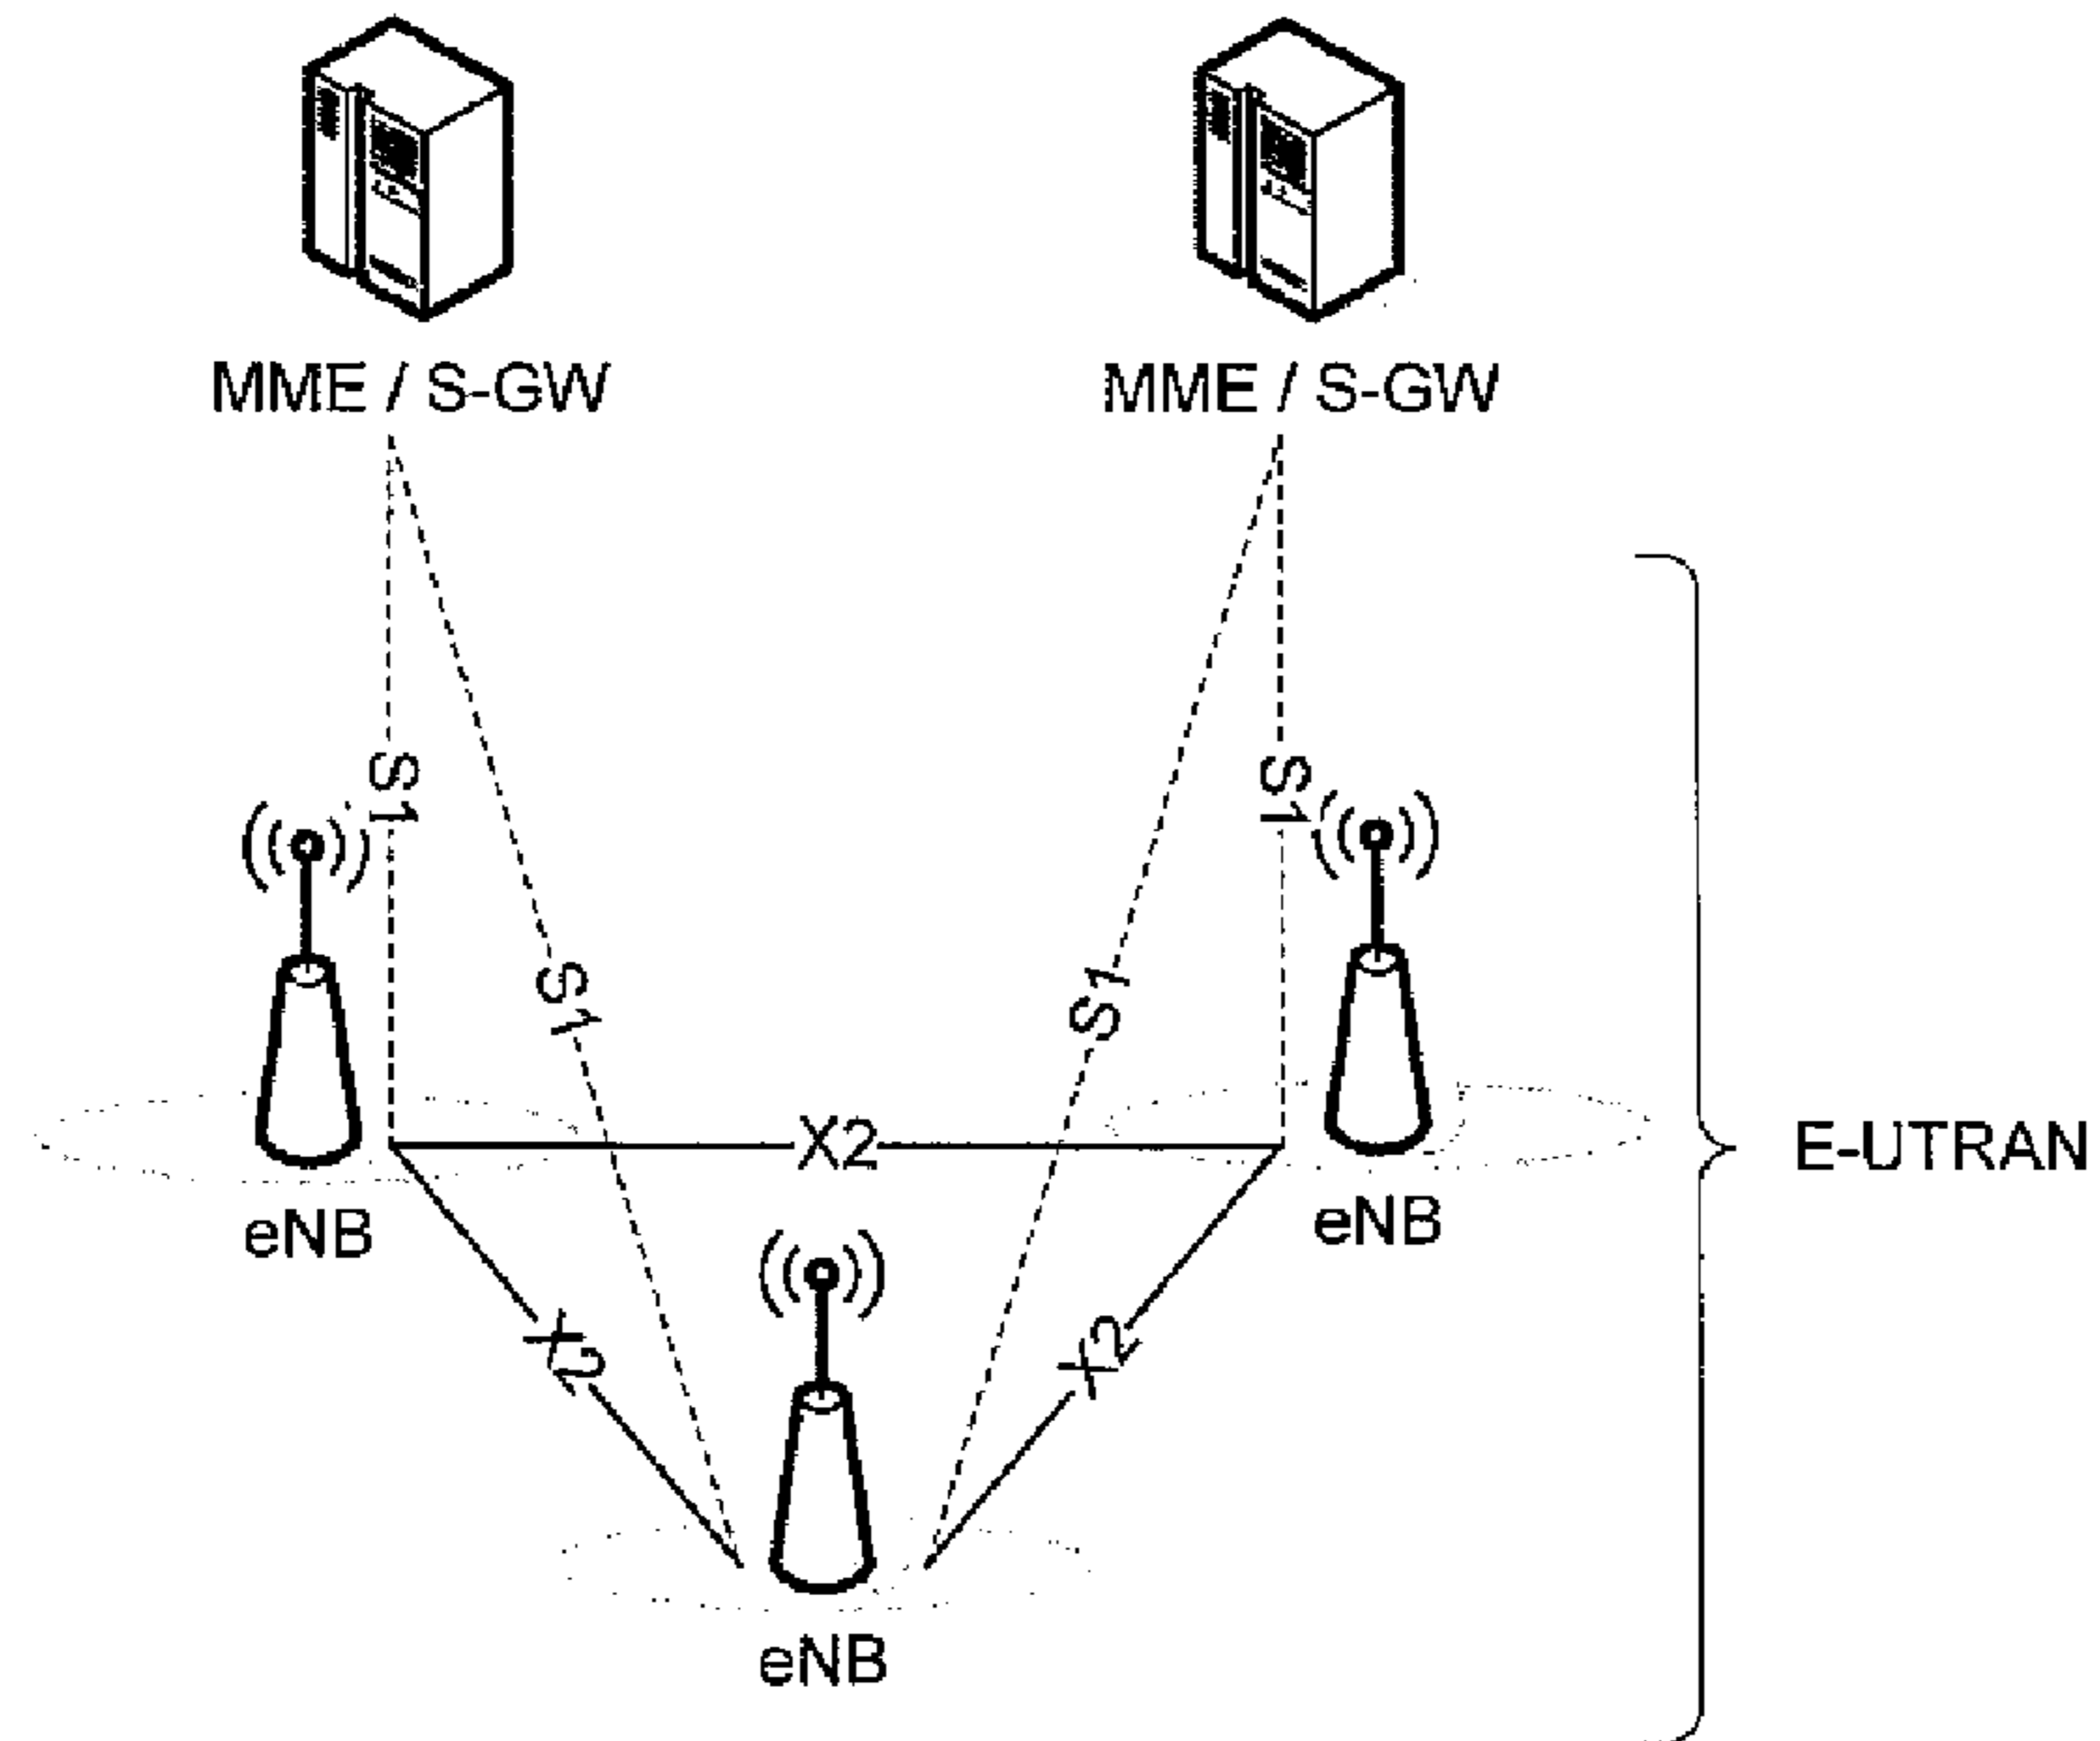 MME / S-GW
MME / S-GW
S1
S1
S1
S1
X2
E-UTRAN
eNB
eNB
X2
X2
eNB